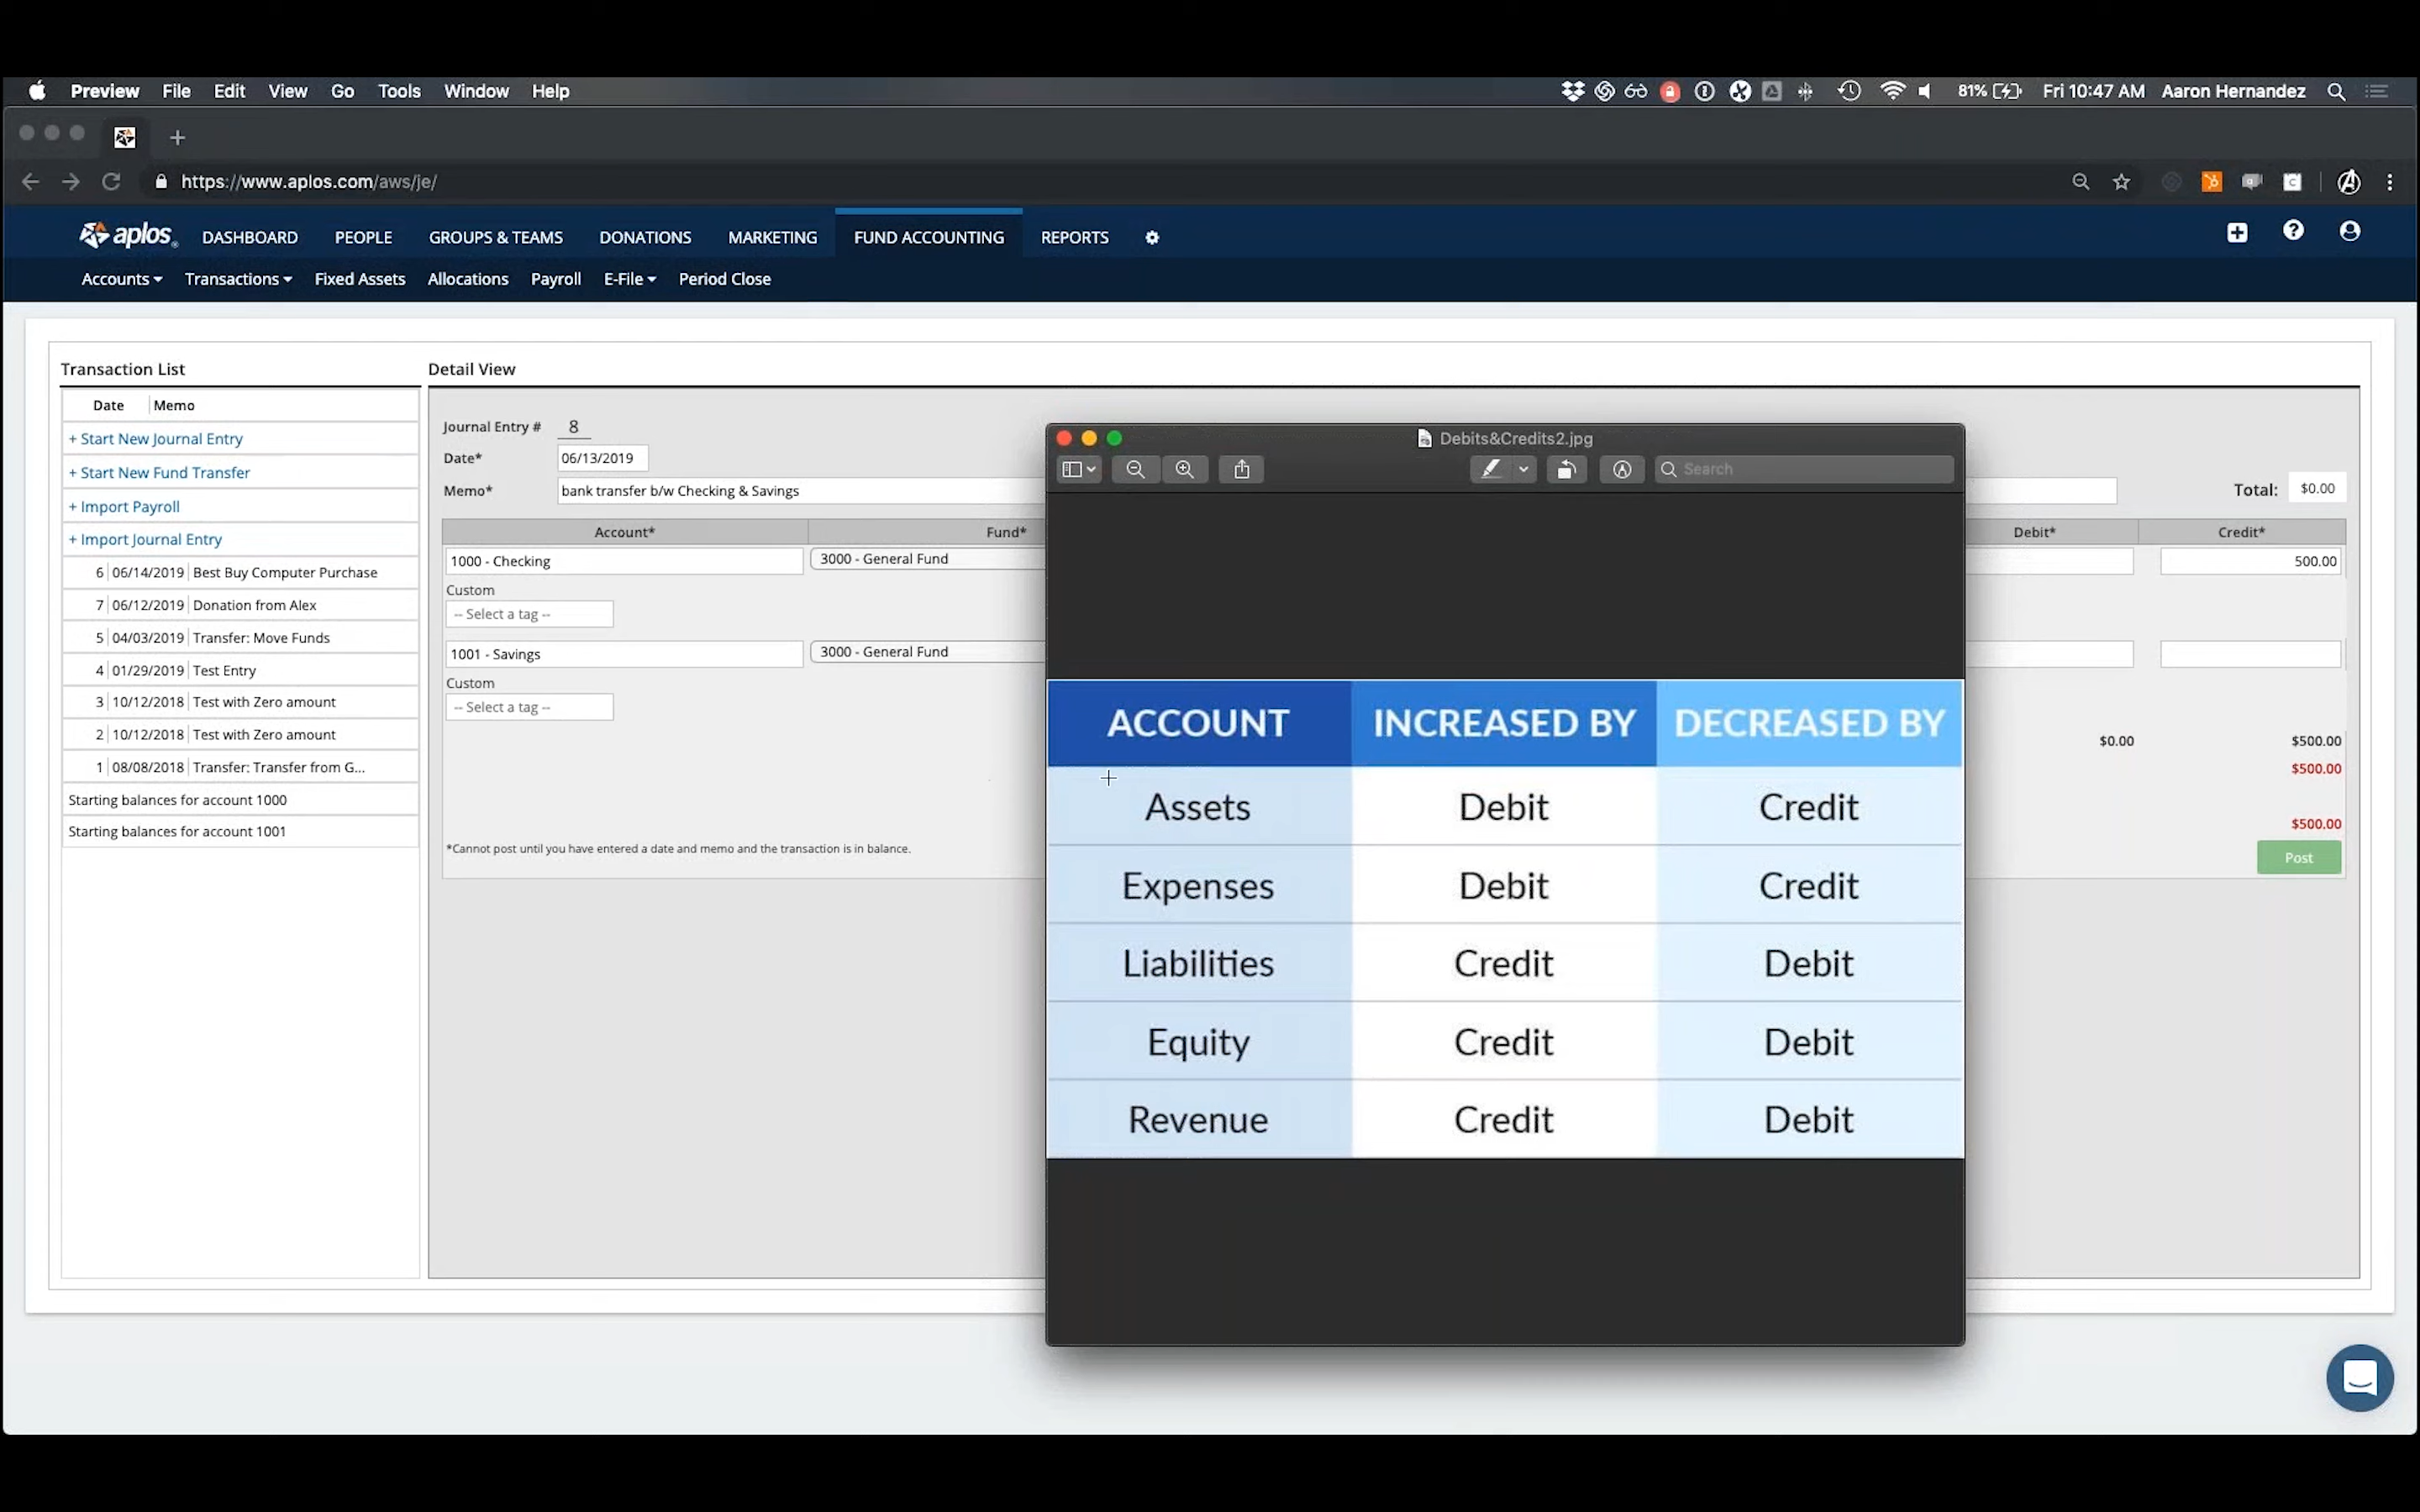 Preview File Edit View Go Tools Window Help 81% Fri 10:47 AM Aaron Hernandez
https://www.aplos.com/aws/je/
aplos DASHBOARD PEOPLE GROUPS & TEAMS DONATIONS MARKETING FUND ACCOUNTING REPORTS
Accounts Transactions Fixed Assets Allocations Payroll E-File Period Close
Transaction List
Date Memo
+ Start New Journal Entry
+ Start New Fund Transfer
+ Import Payroll
+ Import Journal Entry
6 06/14/2019 Best Buy Computer Purchase
7 06/12/2019 Donation from Alex
5 04/03/2019 Transfer: Move Funds
4 01/29/2019 Test Entry
3 10/12/2018 Test with Zero amount
2 10/12/2018 Test with Zero amount
1 08/08/2018 Transfer: Transfer from G...
Starting balances for account 1000
Starting balances for account 1001
Detail View
Journal Entry # 8
Date* 06/13/2019
Memo* bank transfer b/w Checking & Savings
Total: $0.00
Account* Fund* Debit* Credit*
1000 - Checking 3000 - General Fund 500.00
Custom
-- Select a tag --
1001 - Savings 3000 - General Fund
Custom
-- Select a tag --
$0.00 $500.00
$500.00
$500.00
*Cannot post until you have entered a date and memo and the transaction is in balance.
Post
Debits&Credits2.jpg
Search
ACCOUNT INCREASED BY DECREASED BY
Assets Debit Credit
Expenses Debit Credit
Liabilities Credit Debit
Equity Credit Debit
Revenue Credit Debit